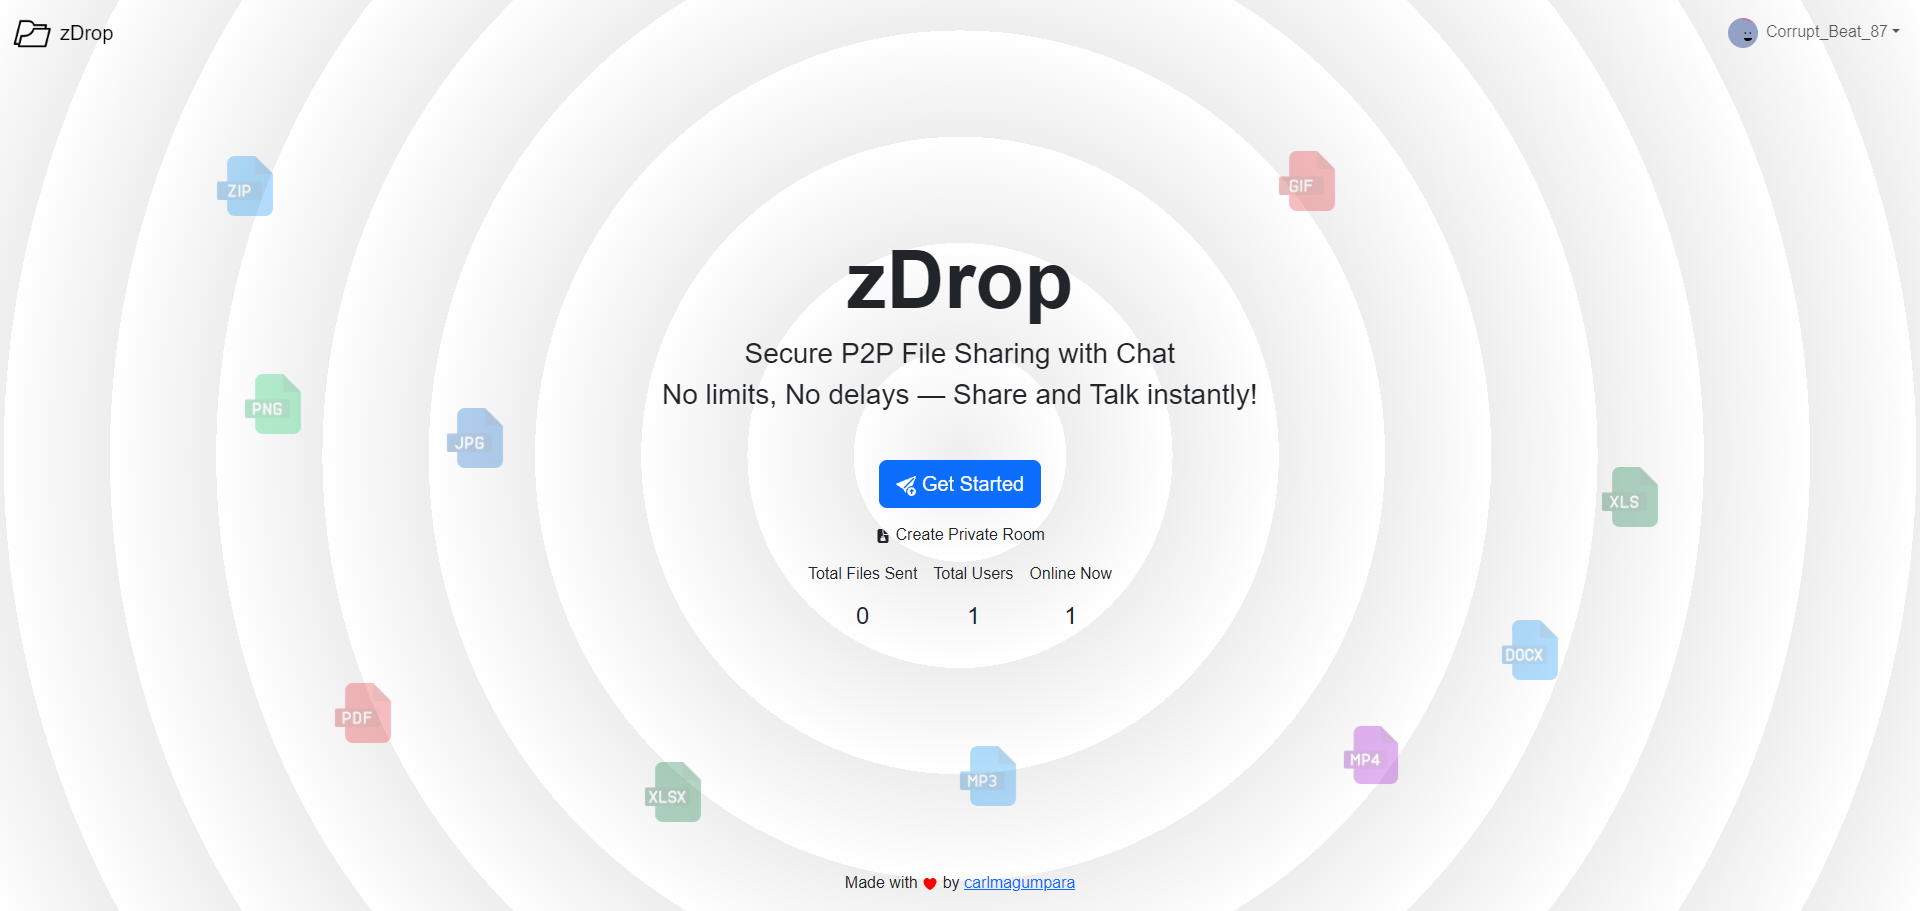 zDrop
Corrupt_Beat_87
ZIP
GIF
zDrop
Secure P2P File Sharing with Chat
No limits, No delays — Share and Talk instantly!
PNG
JPG
Get Started
XLS
Create Private Room
Total Files Sent Total Users Online Now
0 1 1
DOCX
PDF
MP4
MP3
XLSX
Made with ♥ by carlmagumpara